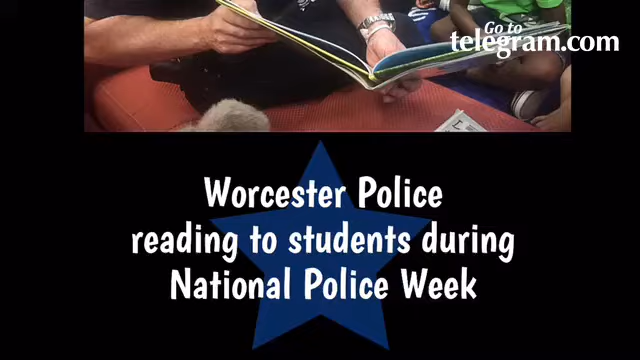 Go to
telegram.com
Worcester Police
reading to students during
National Police Week